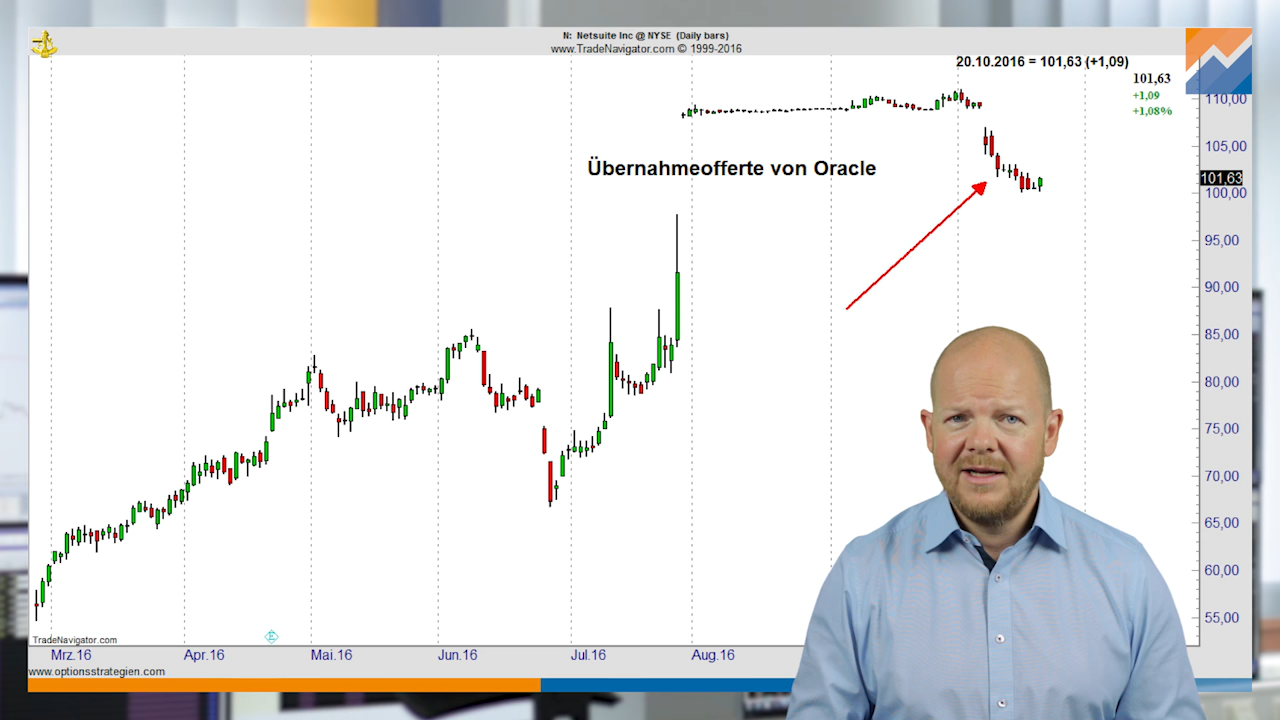 N: Netsuite Inc @ NYSE (Daily bars)
www.TradeNavigator.com © 1999-2016
20.10.2016 = 101,63 (+1,09)
101,63
+1,09
+1,08%
110,00
105,00
Übernahmeofferte von Oracle
101,63
100,00
95,00
90,00
85,00
80,00
75,00
70,00
65,00
60,00
55,00
E
TradeNavigator.com
Mrz.16 Apr.16 Mai.16 Jun.16 Jul.16 Aug.16
www.optionsstrategien.com